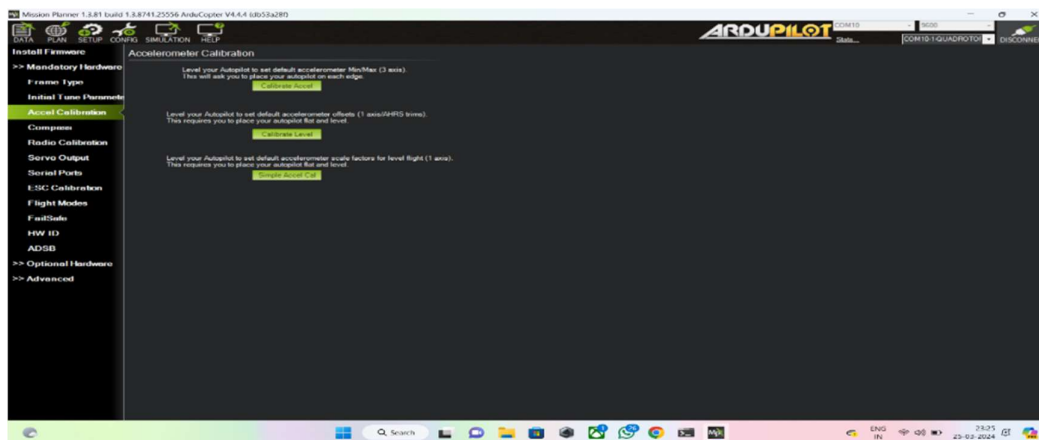 Mission Planner 1.3.81 build 1.3.8741.25556 ArduCopter V4.4.4 (db53a28f)
DATA PLAN SETUP CONFIG SIMULATION HELP
ARDUPILOT
COM10 9600
Stats...
COM10-1-QUADROTOR
DISCONNE
Install Firmware
>> Mandatory Hardware
Frame Type
Initial Tune Paramete
Accel Calibration
Compass
Radio Calibration
Servo Output
Serial Ports
ESC Calibration
Flight Modes
FailSafe
HW ID
ADSB
>> Optional Hardware
>> Advanced
Accelerometer Calibration
Level your Autopilot to set default accelerometer Min/Max (3 axis).
This will ask you to place your autopilot on each edge.
Calibrate Accel
Level your Autopilot to set default accelerometer offsets (1 axis/AHRS trims).
This requires you to place your autopilot flat and level.
Calibrate Level
Level your Autopilot to set default accelerometer scale factors for level flight (1 axis).
This requires you to place your autopilot flat and level.
Simple Accel Cal
Search
ENG
IN
23:25
25-03-2024